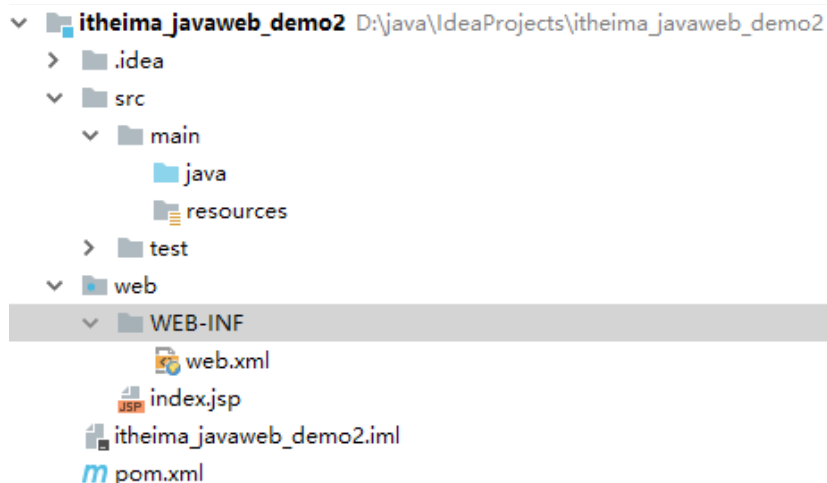 itheima_javaweb_demo2 D:\java\IdeaProjects\itheima_javaweb_demo2
.idea
src
main
java
resources
test
web
WEB-INF
web.xml
index.jsp
itheima_javaweb_demo2.iml
pom.xml